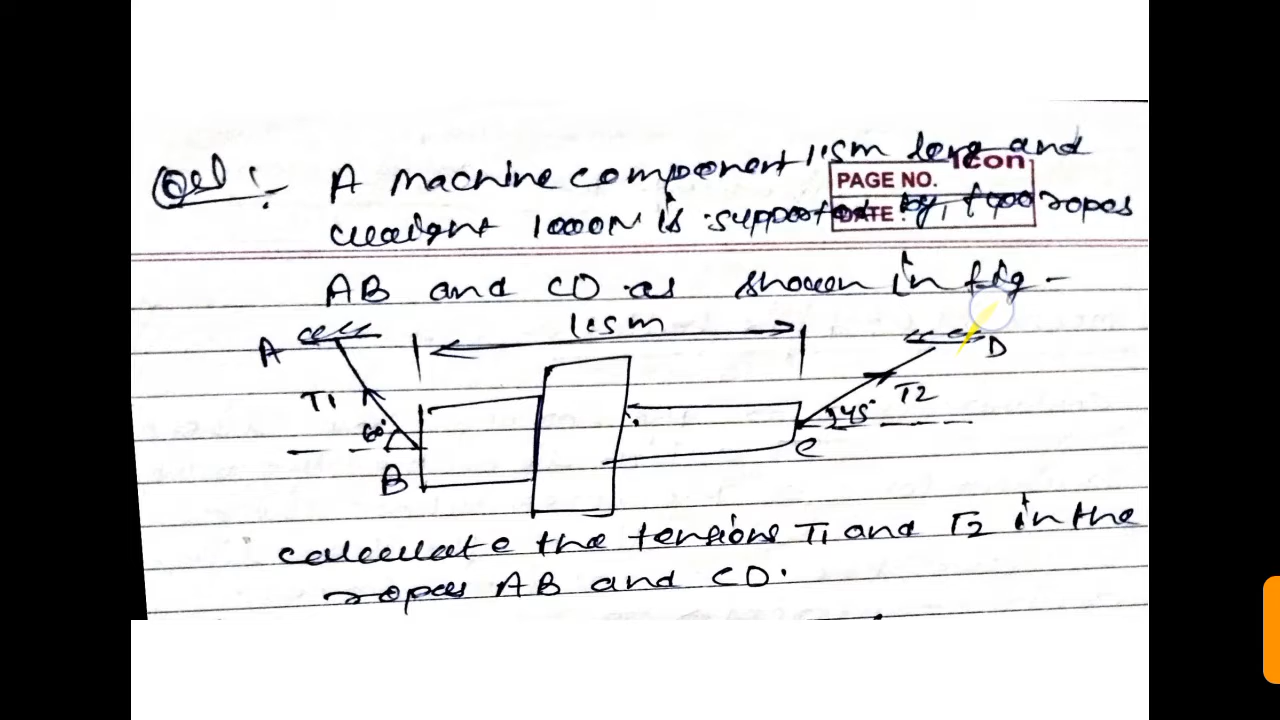 Que1 :- A machine component 1.5m long and
Icon
PAGE NO.
weight 1000N is supported by two ropes
DATE:
AB and CD as shown in fig -
1.5m
A
D
T1
T2
60°
45°
B
C
calculate the tensions T1 and T2 in the
ropes AB and CD.